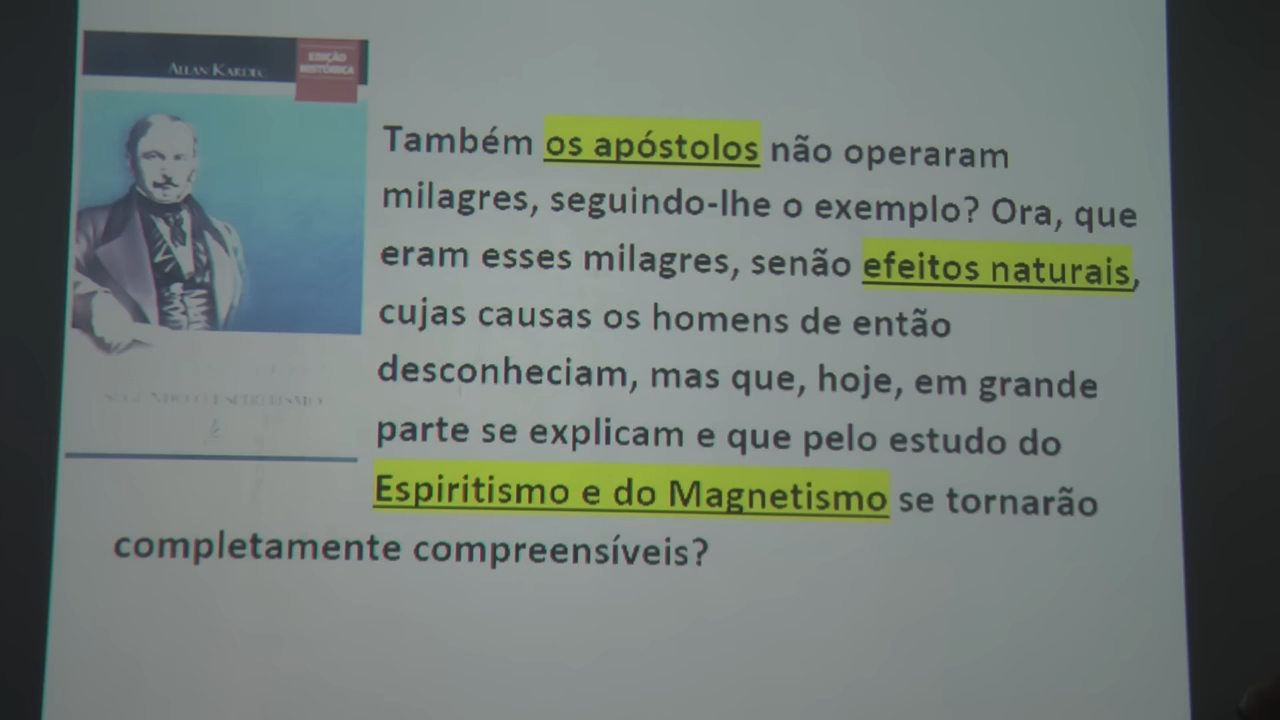 ALLAN KARDEC
EDIÇÃO
HISTÓRICA
Também os apóstolos não operaram
milagres, seguindo-lhe o exemplo? Ora, que
eram esses milagres, senão efeitos naturais,
cujas causas os homens de então
desconheciam, mas que, hoje, em grande
parte se explicam e que pelo estudo do
Espiritismo e do Magnetismo se tornarão
completamente compreensíveis?
SEGUNDO O ESPIRITISMO